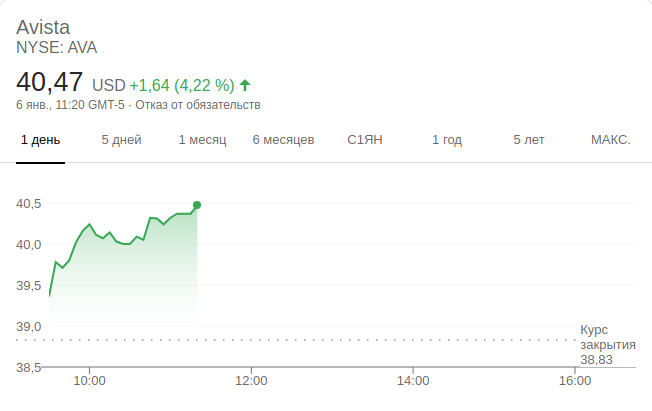 Avista
NYSE: AVA
40,47 USD +1,64 (4,22 %)
6 янв., 11:20 GMT-5 · Отказ от обязательств
1 день 5 дней 1 месяц 6 месяцев С1ЯН 1 год 5 лет МАКС.
40,5
40,0
39,5
39,0
Курс
закрытия
38,83
38,5
10:00 12:00 14:00 16:00